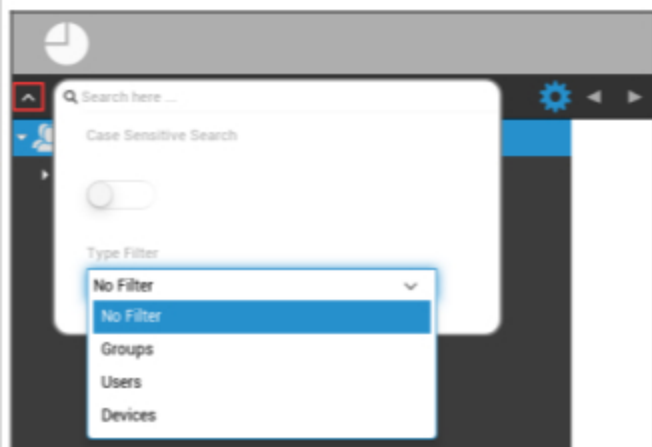 Search here ...
Case Sensitive Search
Type Filter
No Filter
No Filter
Groups
Users
Devices